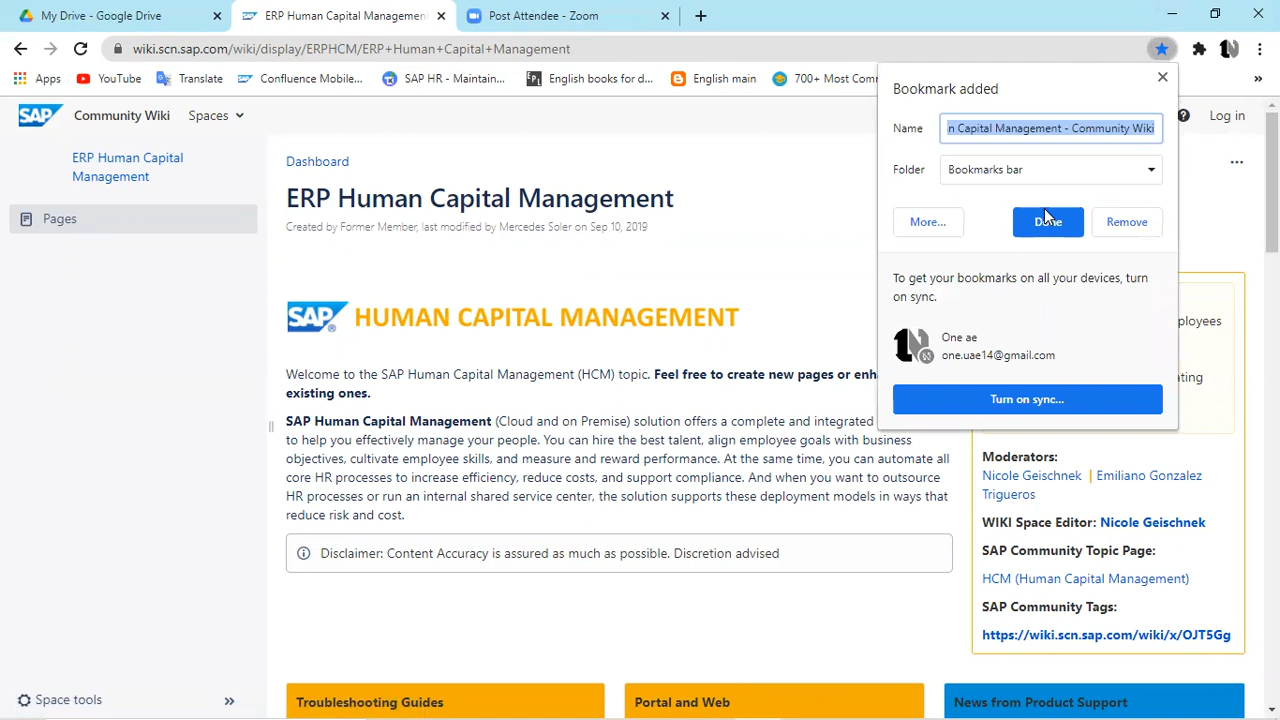 My Drive - Google Drive
ERP Human Capital Management
Post Attendee - Zoom
wiki.scn.sap.com/wiki/display/ERPHCM/ERP+Human+Capital+Management
Apps YouTube Translate Confluence Mobile... SAP HR - Maintain... English books for d... English main 700+ Most Com
SAP Community Wiki Spaces Log in
Bookmark added
Name n Capital Management - Community Wiki
Folder Bookmarks bar
More... Done Remove
To get your bookmarks on all your devices, turn
on sync.
One ae
one.uae14@gmail.com
Turn on sync...
ERP Human Capital
Management
Pages
Dashboard
ERP Human Capital Management
Created by Former Member, last modified by Mercedes Soler on Sep 10, 2019
SAP HUMAN CAPITAL MANAGEMENT
Welcome to the SAP Human Capital Management (HCM) topic. Feel free to create new pages or enh
existing ones.
SAP Human Capital Management (Cloud and on Premise) solution offers a complete and integrated
to help you effectively manage your people. You can hire the best talent, align employee goals with business
objectives, cultivate employee skills, and measure and reward performance. At the same time, you can automate all
core HR processes to increase efficiency, reduce costs, and support compliance. And when you want to outsource
HR processes or run an internal shared service center, the solution supports these deployment models in ways that
reduce risk and cost.
Disclaimer: Content Accuracy is assured as much as possible. Discretion advised
ployees
ting
Moderators:
Nicole Geischnek | Emiliano Gonzalez
Trigueros
WIKI Space Editor: Nicole Geischnek
SAP Community Topic Page:
HCM (Human Capital Management)
SAP Community Tags:
https://wiki.scn.sap.com/wiki/x/OJT5Gg
Space tools
Troubleshooting Guides
Portal and Web
News from Product Support